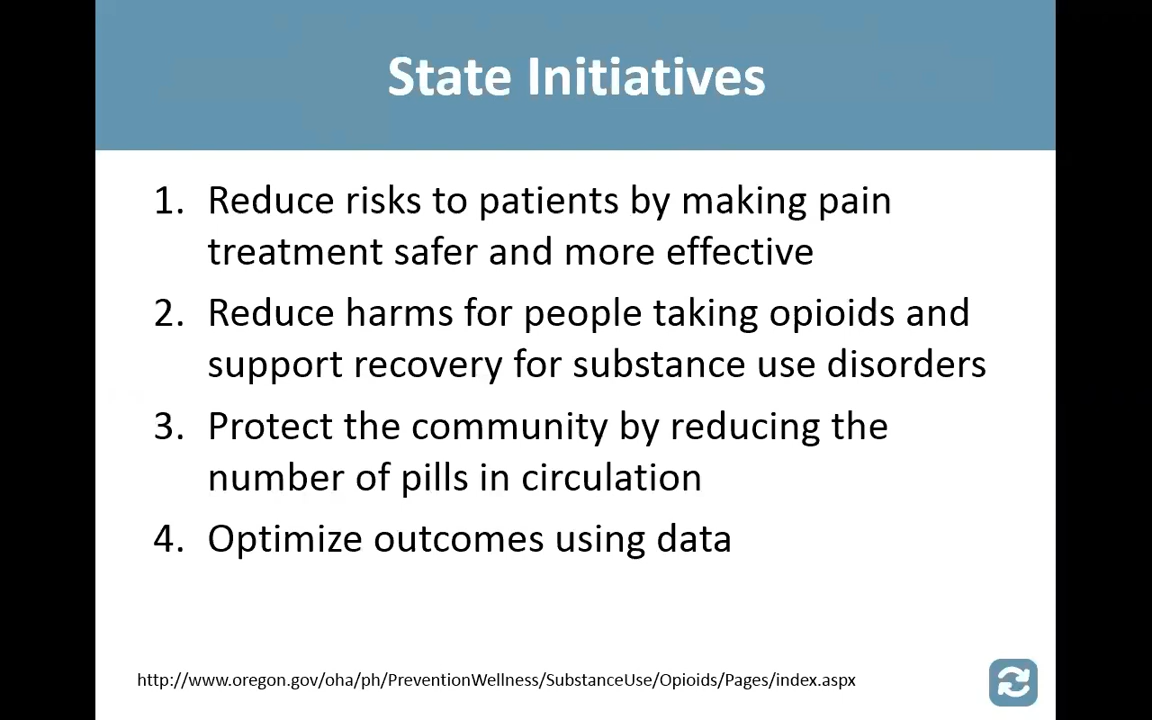 State Initiatives
1. Reduce risks to patients by making pain
treatment safer and more effective
2. Reduce harms for people taking opioids and
support recovery for substance use disorders
3. Protect the community by reducing the
number of pills in circulation
4. Optimize outcomes using data
http://www.oregon.gov/oha/ph/PreventionWellness/SubstanceUse/Opioids/Pages/index.aspx